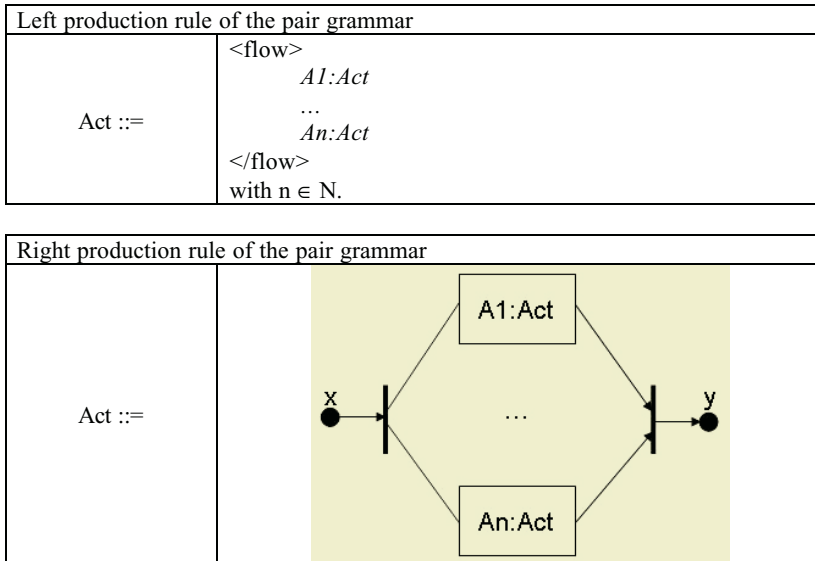 Left production rule of the pair grammar
Act ::=
<flow>
A1:Act
…
An:Act
</flow>
with n ∈ N.
Right production rule of the pair grammar
Act ::=
A1:Act
x
…
y
An:Act